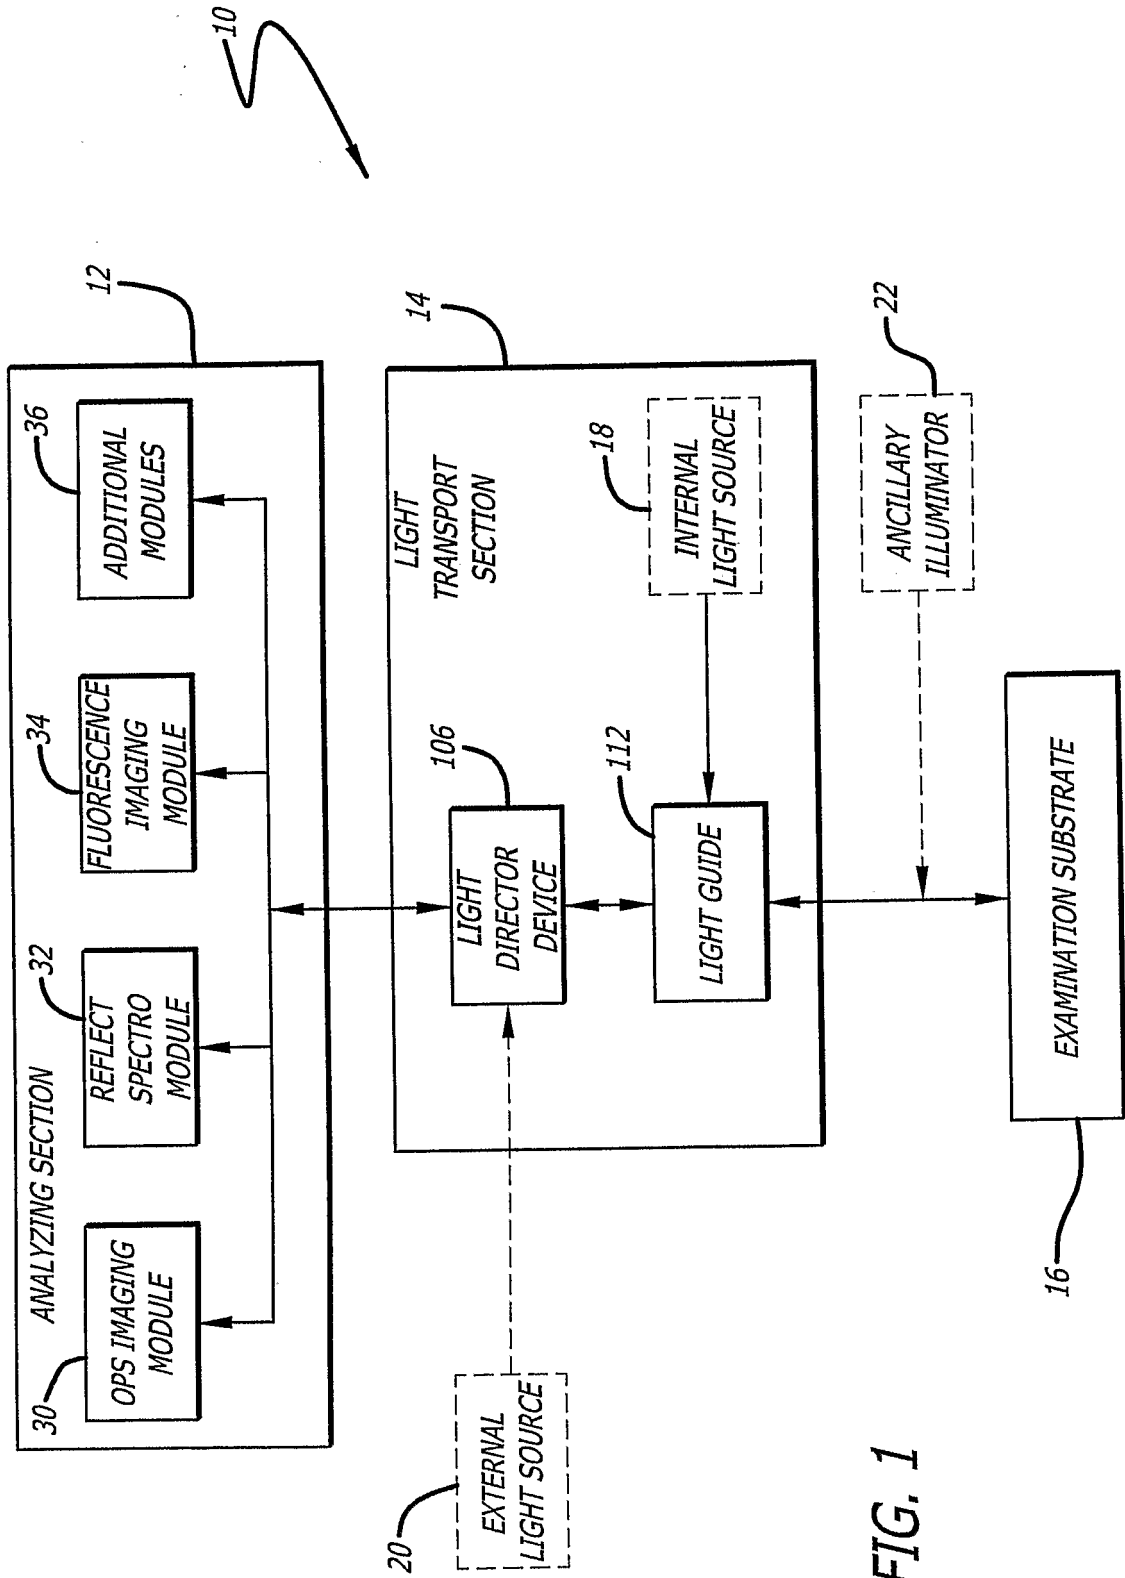 10
12
ANALYZING SECTION
30
OPS IMAGING
MODULE
32
REFLECT
SPECTRO
MODULE
34
FLUORESCENCE
IMAGING
MODULE
36
ADDITIONAL
MODULES
14
LIGHT
TRANSPORT
SECTION
20
EXTERNAL
LIGHT SOURCE
106
LIGHT
DIRECTOR
DEVICE
112
LIGHT GUIDE
18
INTERNAL
LIGHT SOURCE
22
ANCILLARY
ILLUMINATOR
16
EXAMINATION SUBSTRATE
FIG. 1